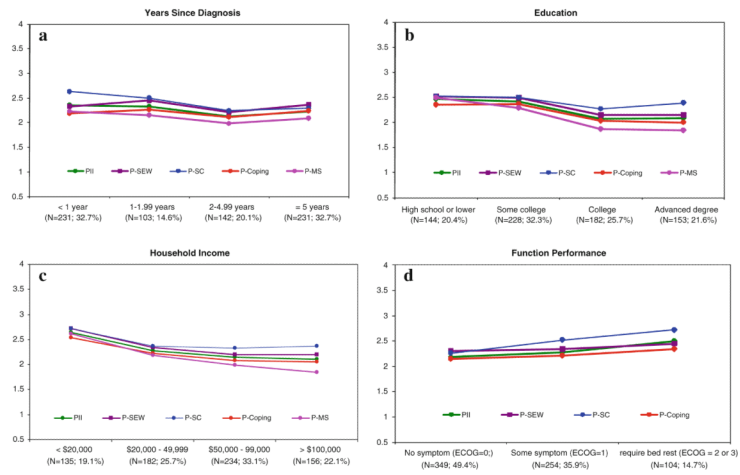 Years Since Diagnosis
a
4
3.5
3
2.5
2
1.5
1
0.5
PII P-SEW P-SC P-Coping P-MS
< 1 year 1-1.99 years 2-4.99 years = 5 years
(N=231; 32.7%) (N=103; 14.6%) (N=142; 20.1%) (N=231; 32.7%)
Education
b
4
3.5
3
2.5
2
1.5
1
0.5
PII P-SEW P-SC P-Coping P-MS
High school or lower Some college College Advanced degree
(N=144; 20.4%) (N=228; 32.3%) (N=182; 25.7%) (N=153; 21.6%)
Household Income
c
4
3.5
3
2.5
2
1.5
1
0.5
PII P-SEW P-SC P-Coping P-MS
< $20,000 $20,000 - 49,999 $50,000 - 99,000 > $100,000
(N=135; 19.1%) (N=182; 25.7%) (N=234; 33.1%) (N=156; 22.1%)
Function Performance
d
4
3.5
3
2.5
2
1.5
1
0.5
PII P-SEW P-SC P-Coping
No symptom (ECOG=0;) Some symptom (ECOG=1) require bed rest (ECOG = 2 or 3)
(N=349; 49.4%) (N=254; 35.9%) (N=104; 14.7%)